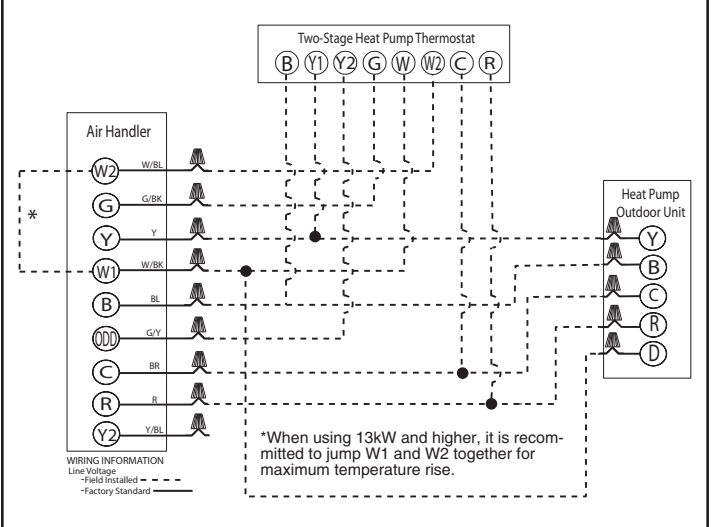 Two-Stage Heat Pump Thermostat
B Y1 Y2 G W W2 C R
Air Handler
W2 W/BL
G G/BK
Y Y
W1 W/BK
B BL
ODD G/Y
C BR
R R
Y2 Y/BL
*
Heat Pump
Outdoor Unit
Y
B
C
R
D
*When using 13kW and higher, it is recom-
mitted to jump W1 and W2 together for
maximum temperature rise.
WIRING INFORMATION
Line Voltage
-Field Installed
-Factory Standard